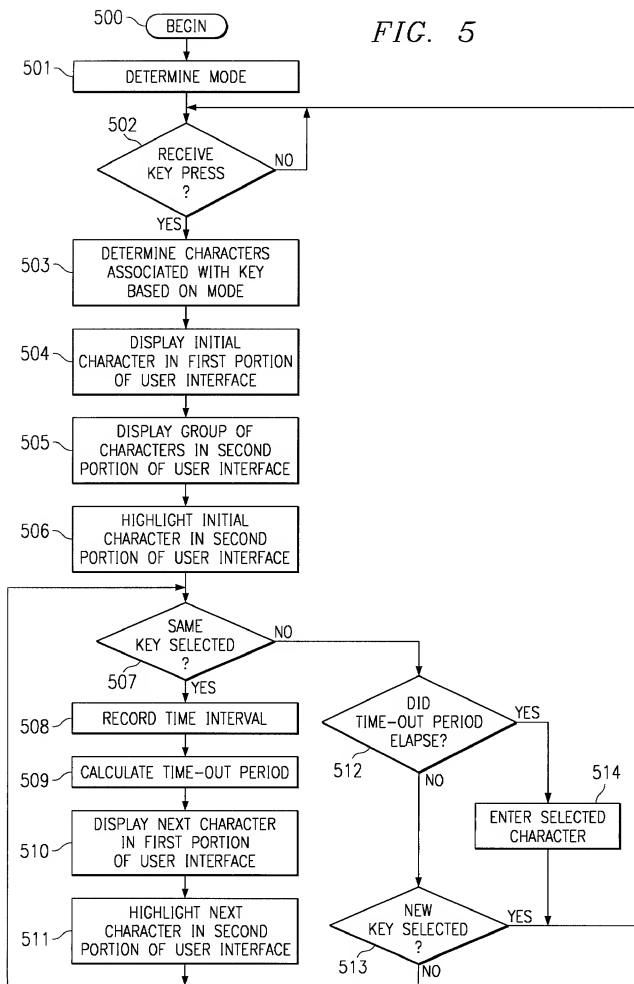 FIG. 5
500
BEGIN
501
DETERMINE MODE
502
RECEIVE
KEY PRESS
?
NO
YES
503
DETERMINE CHARACTERS
ASSOCIATED WITH KEY
BASED ON MODE
504
DISPLAY INITIAL
CHARACTER IN FIRST PORTION
OF USER INTERFACE
505
DISPLAY GROUP OF
CHARACTERS IN SECOND
PORTION OF USER INTERFACE
506
HIGHLIGHT INITIAL
CHARACTER IN SECOND
PORTION OF USER INTERFACE
SAME
KEY SELECTED
?
507
NO
YES
508
RECORD TIME INTERVAL
509
CALCULATE TIME-OUT PERIOD
510
DISPLAY NEXT CHARACTER
IN FIRST PORTION
OF USER INTERFACE
511
HIGHLIGHT NEXT
CHARACTER IN SECOND
PORTION OF USER INTERFACE
DID
TIME-OUT PERIOD
ELAPSE?
512
YES
NO
514
ENTER SELECTED
CHARACTER
NEW
KEY SELECTED
?
513
YES
NO